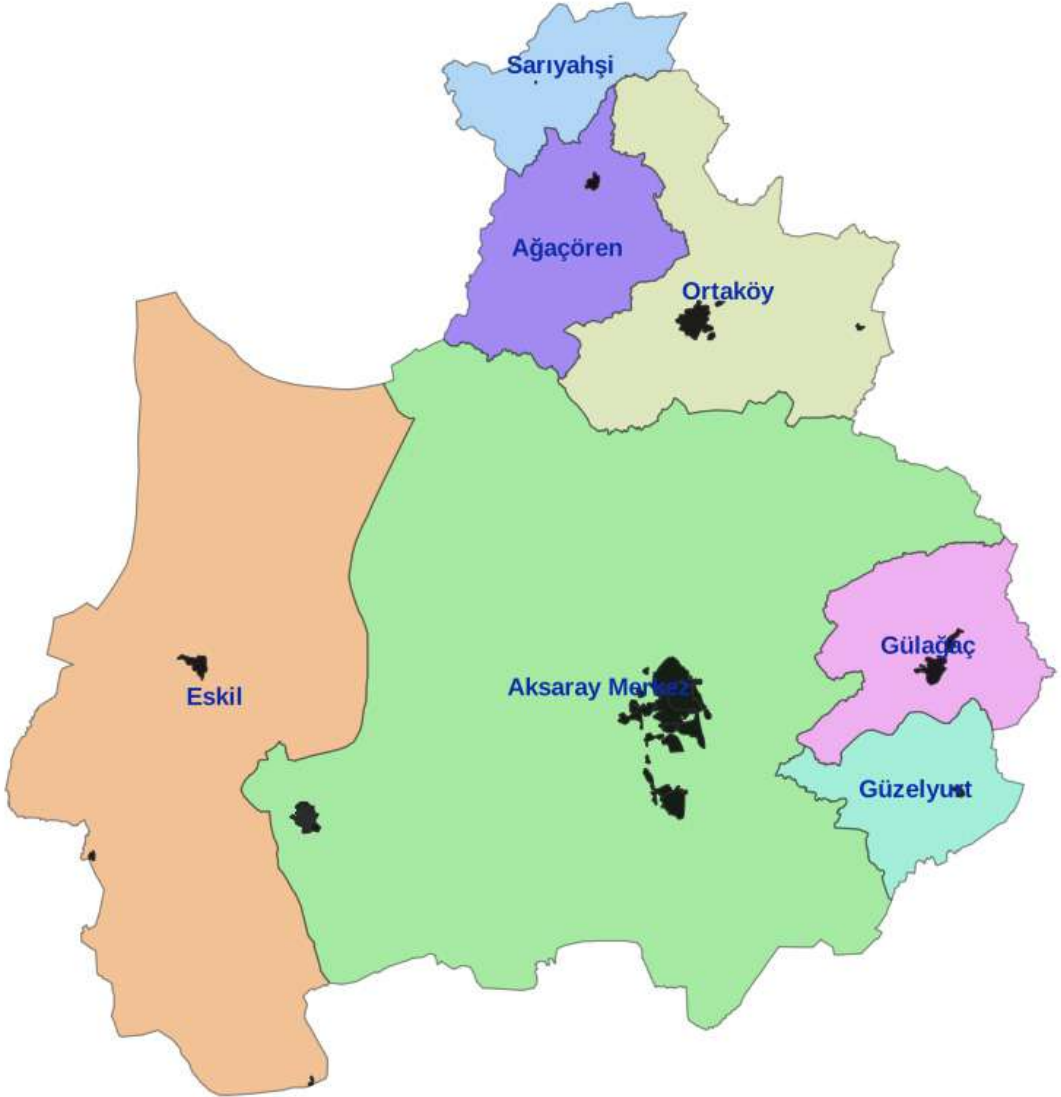 Sarıyahşi
Ağaçören
Ortaköy
Gülağaç
Aksaray Merkez
Eskil
Güzelyurt